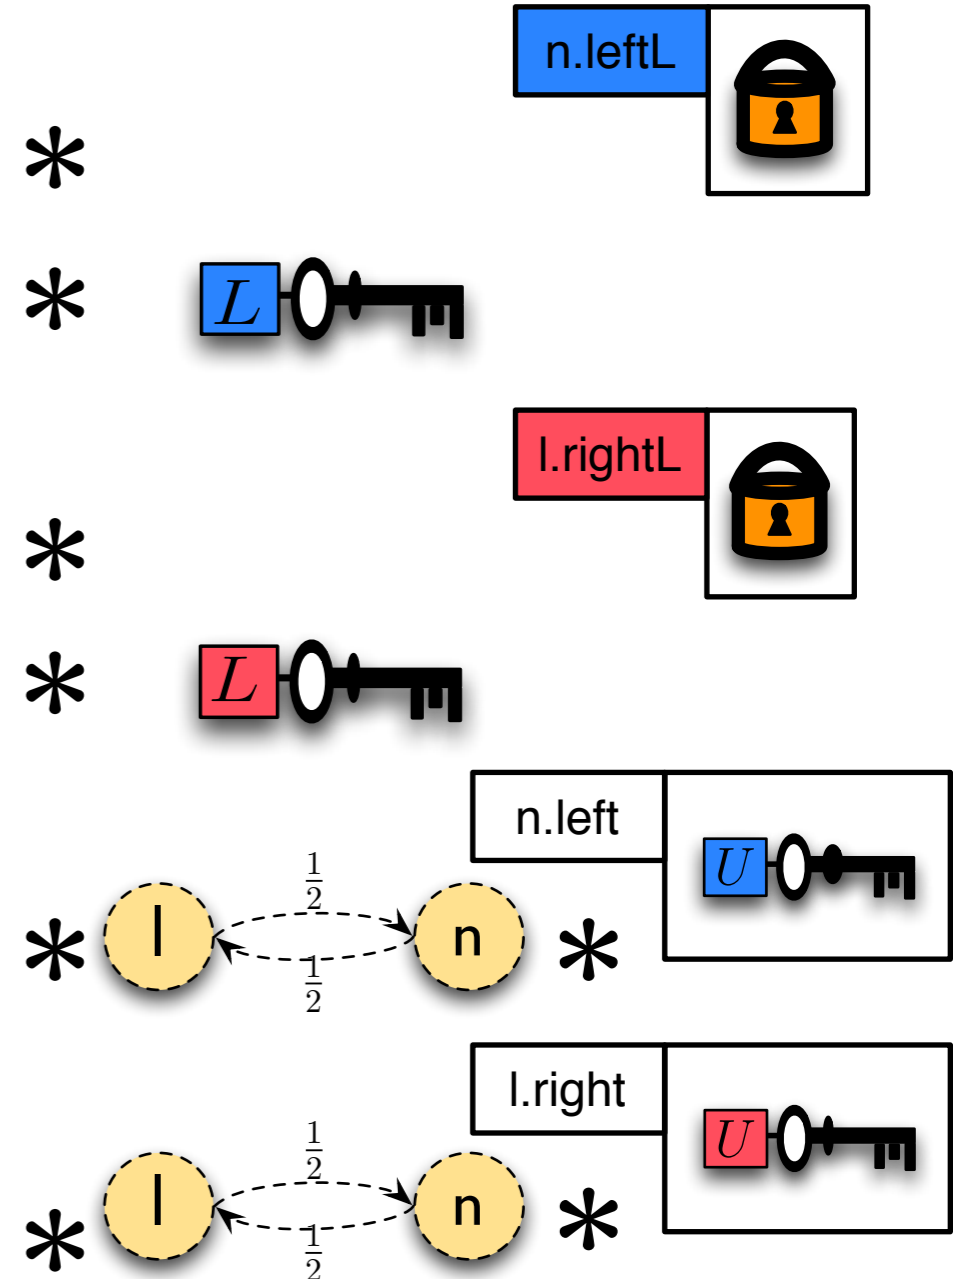 n.leftL
*
* L
l.rightL
*
* L
n.left
U
1/2
* l n *
1/2
l.right
U
1/2
* l n *
1/2